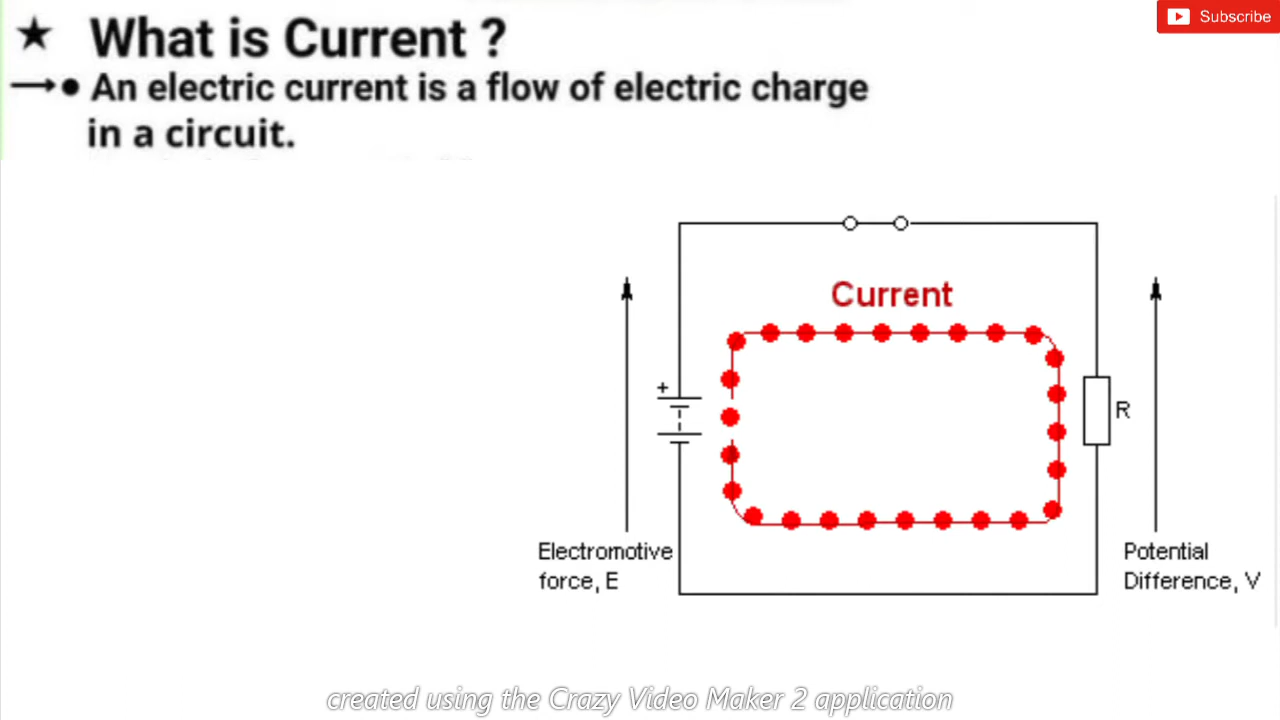 Subscribe
★ What is Current ?
→• An electric current is a flow of electric charge
in a circuit.
Current
+
R
Electromotive
force, E
Potential
Difference, V
created using the Crazy Video Maker 2 application